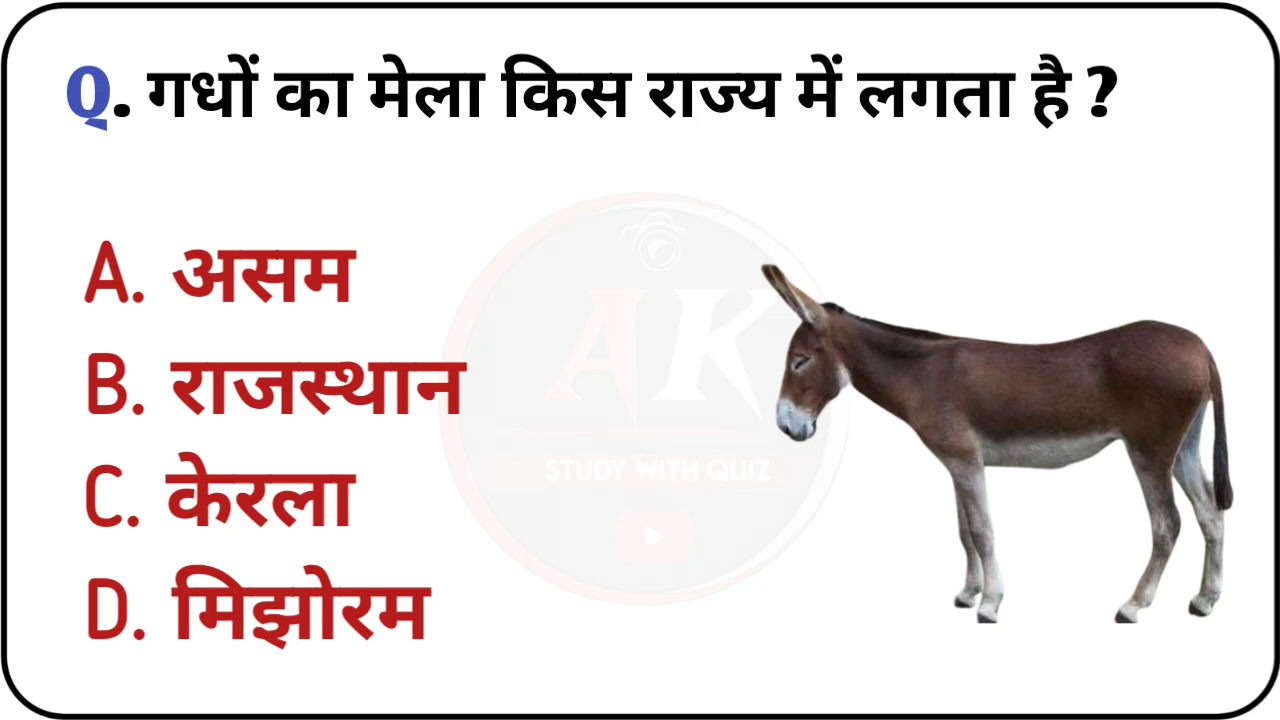 Q. गधों का मेला किस राज्य में लगता है ?
A. असम
B. राजस्थान
C. केरला
D. मिझोरम
AK
STUDY WITH QUIZ